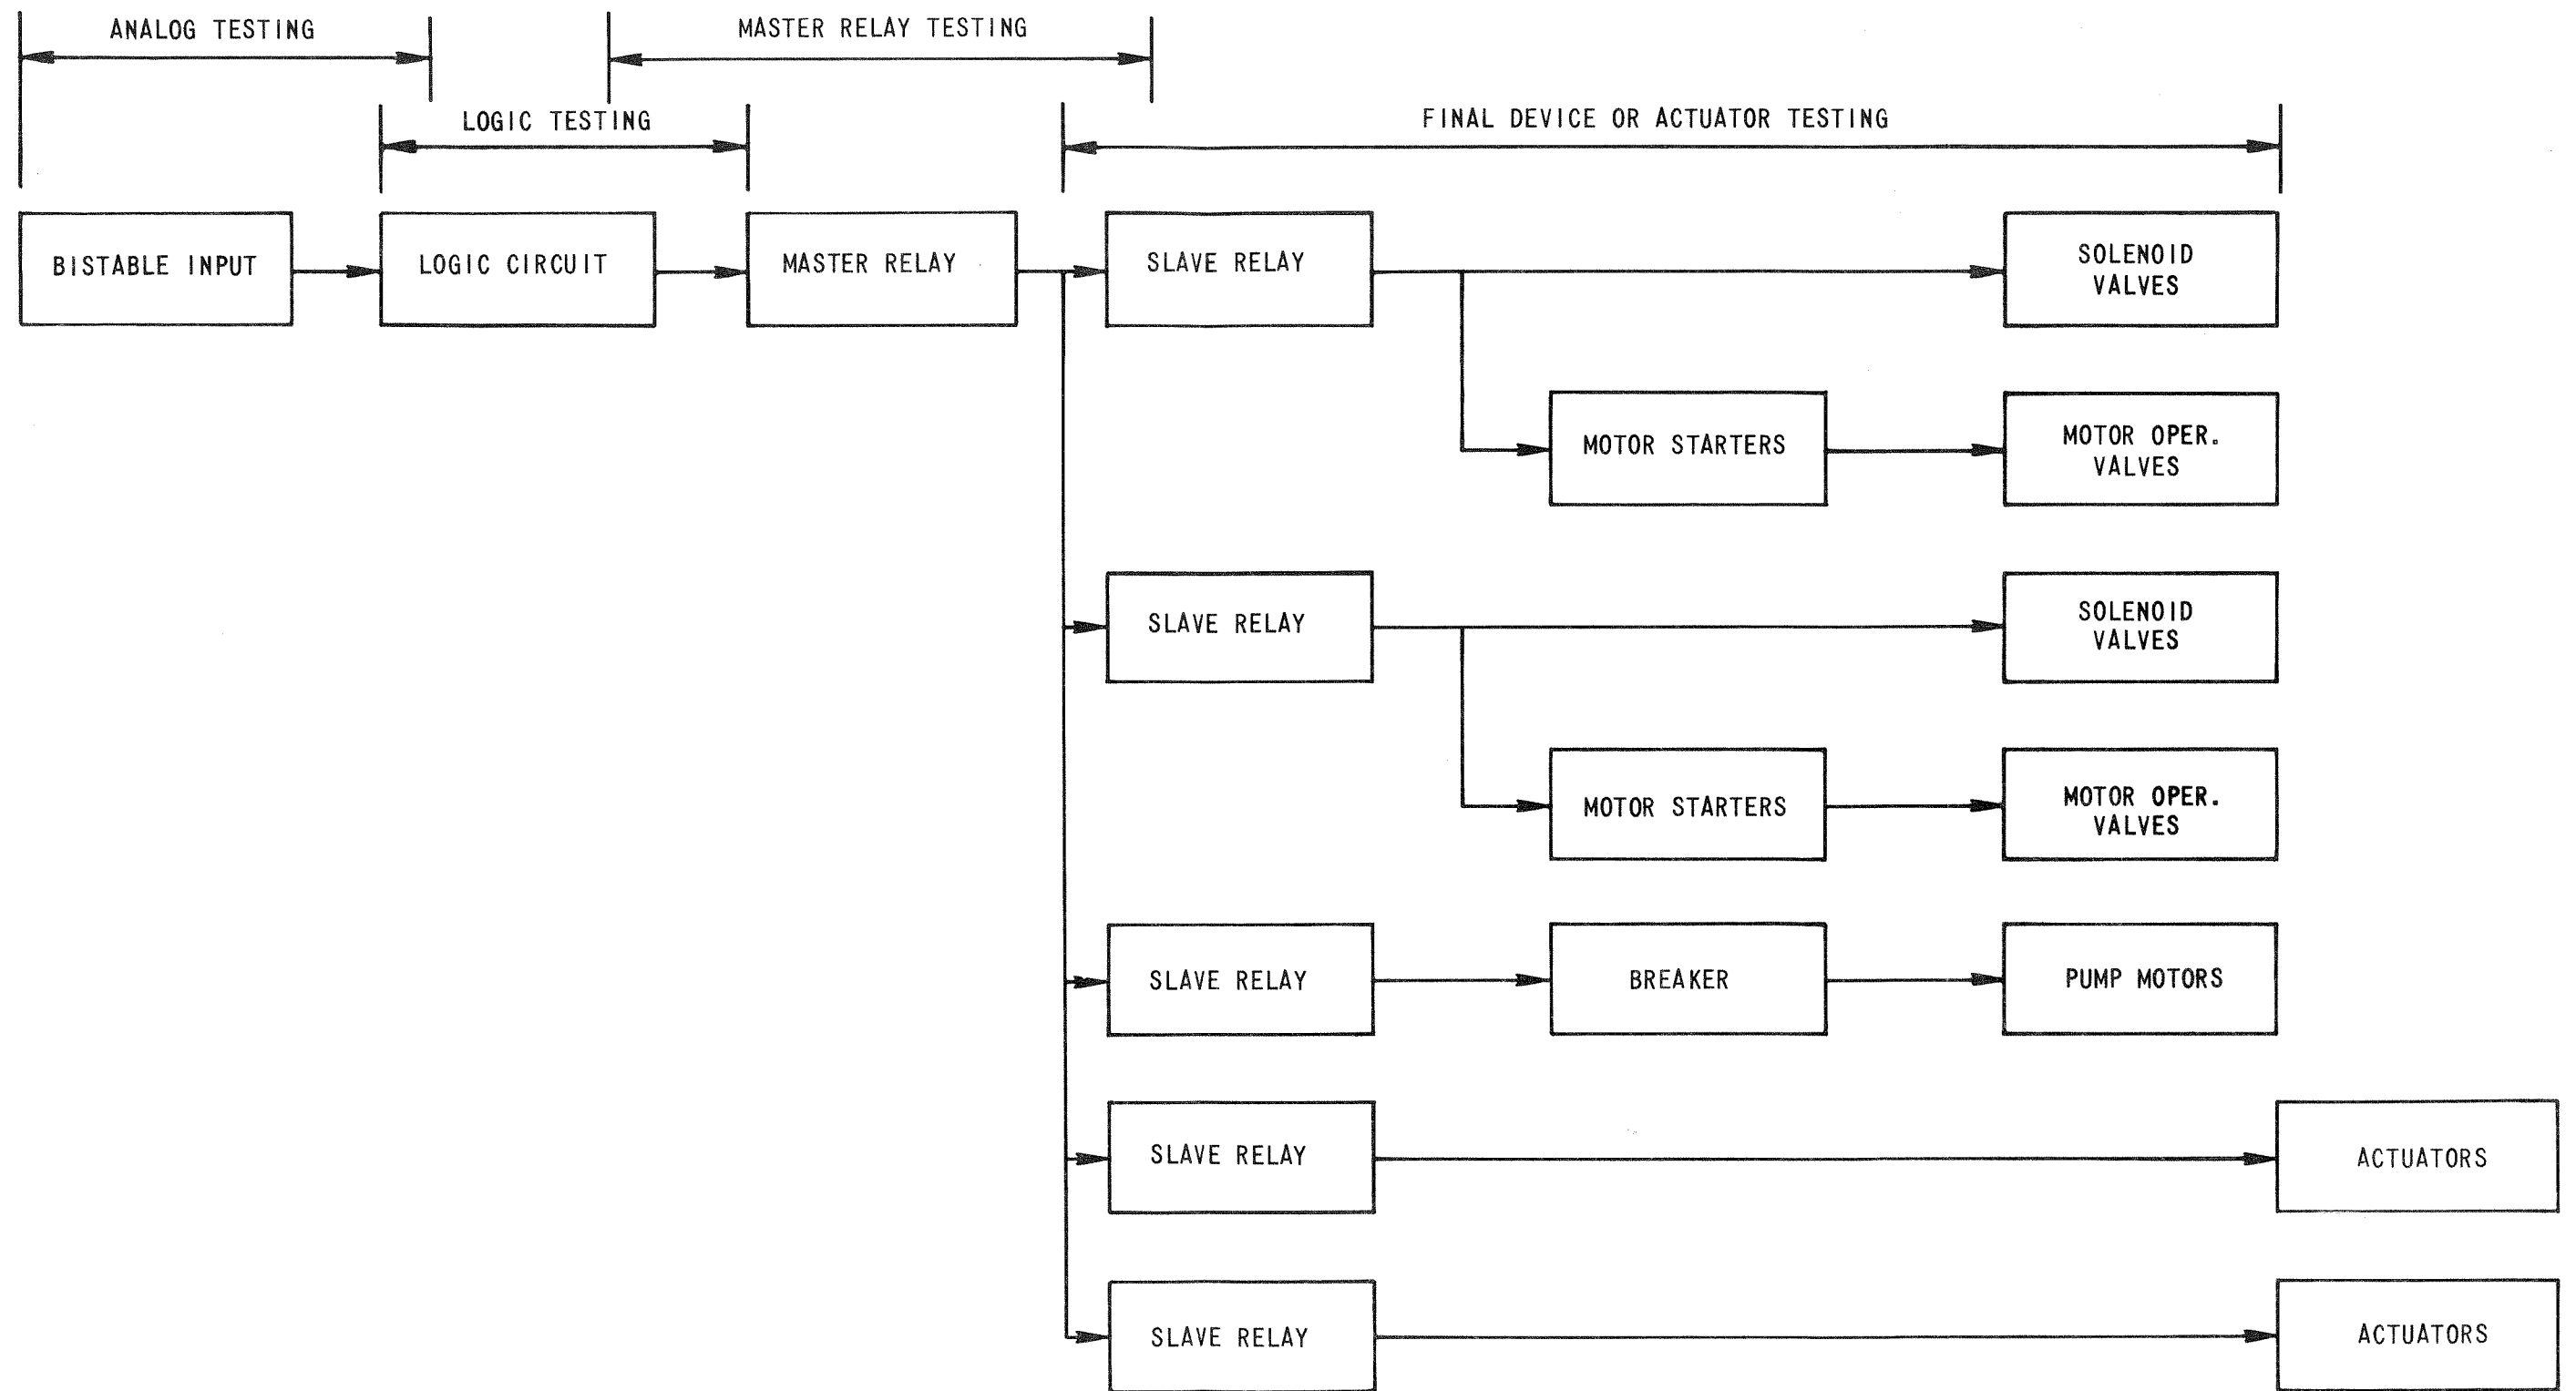 ANALOG TESTING
MASTER RELAY TESTING
LOGIC TESTING
FINAL DEVICE OR ACTUATOR TESTING
BISTABLE INPUT
LOGIC CIRCUIT
MASTER RELAY
SLAVE RELAY
SOLENOID
VALVES
MOTOR STARTERS
MOTOR OPER.
VALVES
SLAVE RELAY
SOLENOID
VALVES
MOTOR STARTERS
MOTOR OPER.
VALVES
SLAVE RELAY
BREAKER
PUMP MOTORS
SLAVE RELAY
ACTUATORS
SLAVE RELAY
ACTUATORS